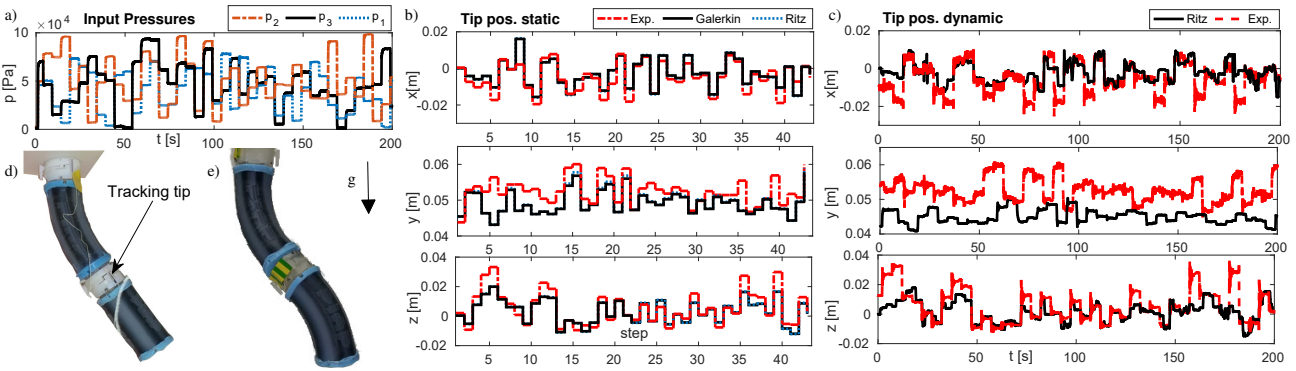 a) Input Pressures
p₂ p₃ p₁
× 10⁴
10
5
0
p [Pa]
0 50 100 150 200
t [s]
d) Tracking tip
e)
g
b) Tip pos. static
Exp. Galerkin Ritz
0.02
0
-0.02
x[m]
5 10 15 20 25 30 35 40
0.06
0.05
0.04
y [m]
5 10 15 20 25 30 35 40
0.04
0.02
0
-0.02
z [m]
step
5 10 15 20 25 30 35 40
c) Tip pos. dynamic
Ritz Exp.
0.02
0
-0.02
x[m]
0 50 100 150 200
0.06
0.05
0.04
y [m]
0 50 100 150 200
0.04
0.02
0
-0.02
z [m]
0 50 100 150 200
t [s]